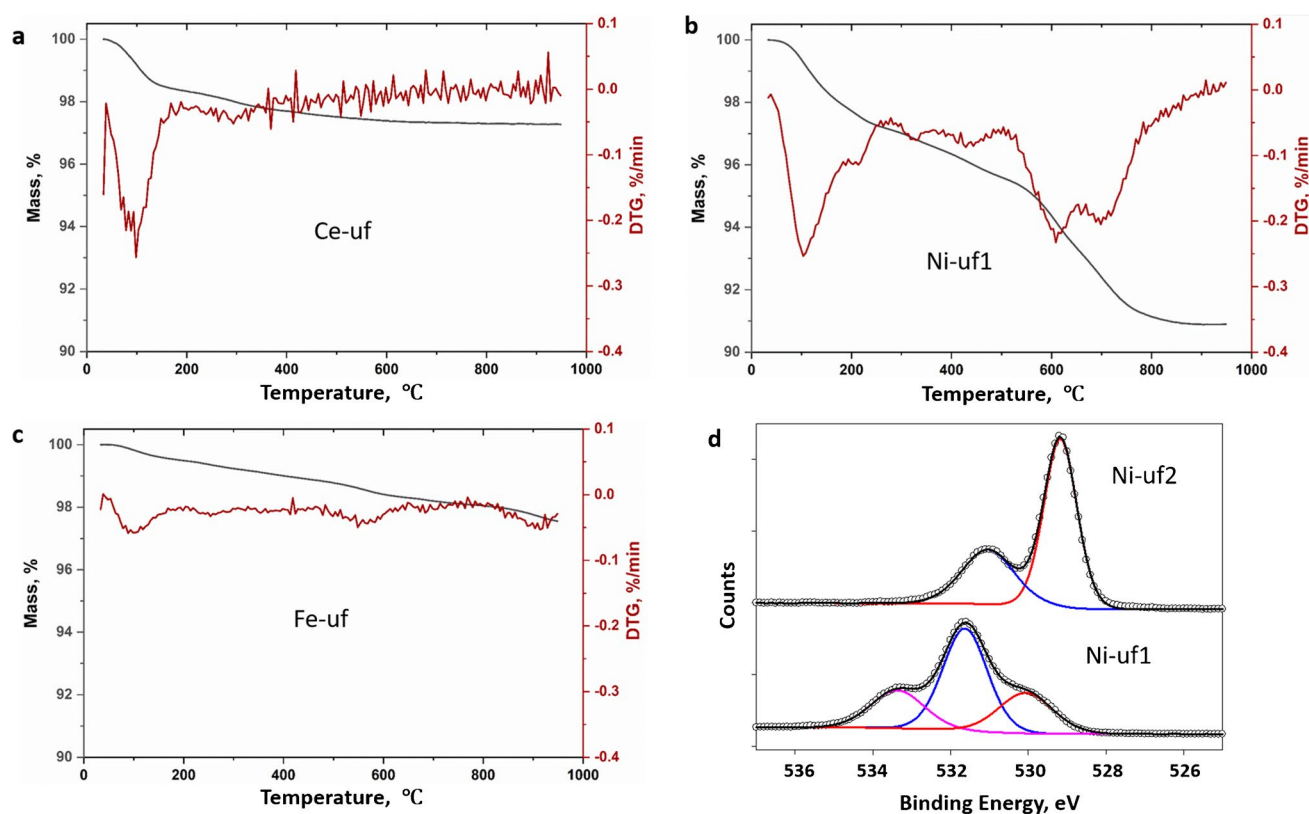 a
100
98
96
94
92
90
Mass, %
0.1
0.0
-0.1
-0.2
-0.3
-0.4
DTG, %/min
Ce-uf
0 200 400 600 800 1000
Temperature, °C
b
100
98
96
94
92
90
Mass, %
0.1
0.0
-0.1
-0.2
-0.3
-0.4
DTG, %/min
Ni-uf1
0 200 400 600 800 1000
Temperature, °C
c
100
98
96
94
92
90
Mass, %
0.1
0.0
-0.1
-0.2
-0.3
-0.4
DTG, %/min
Fe-uf
0 200 400 600 800 1000
Temperature, °C
d
Counts
Ni-uf2
Ni-uf1
536 534 532 530 528 526
Binding Energy, eV